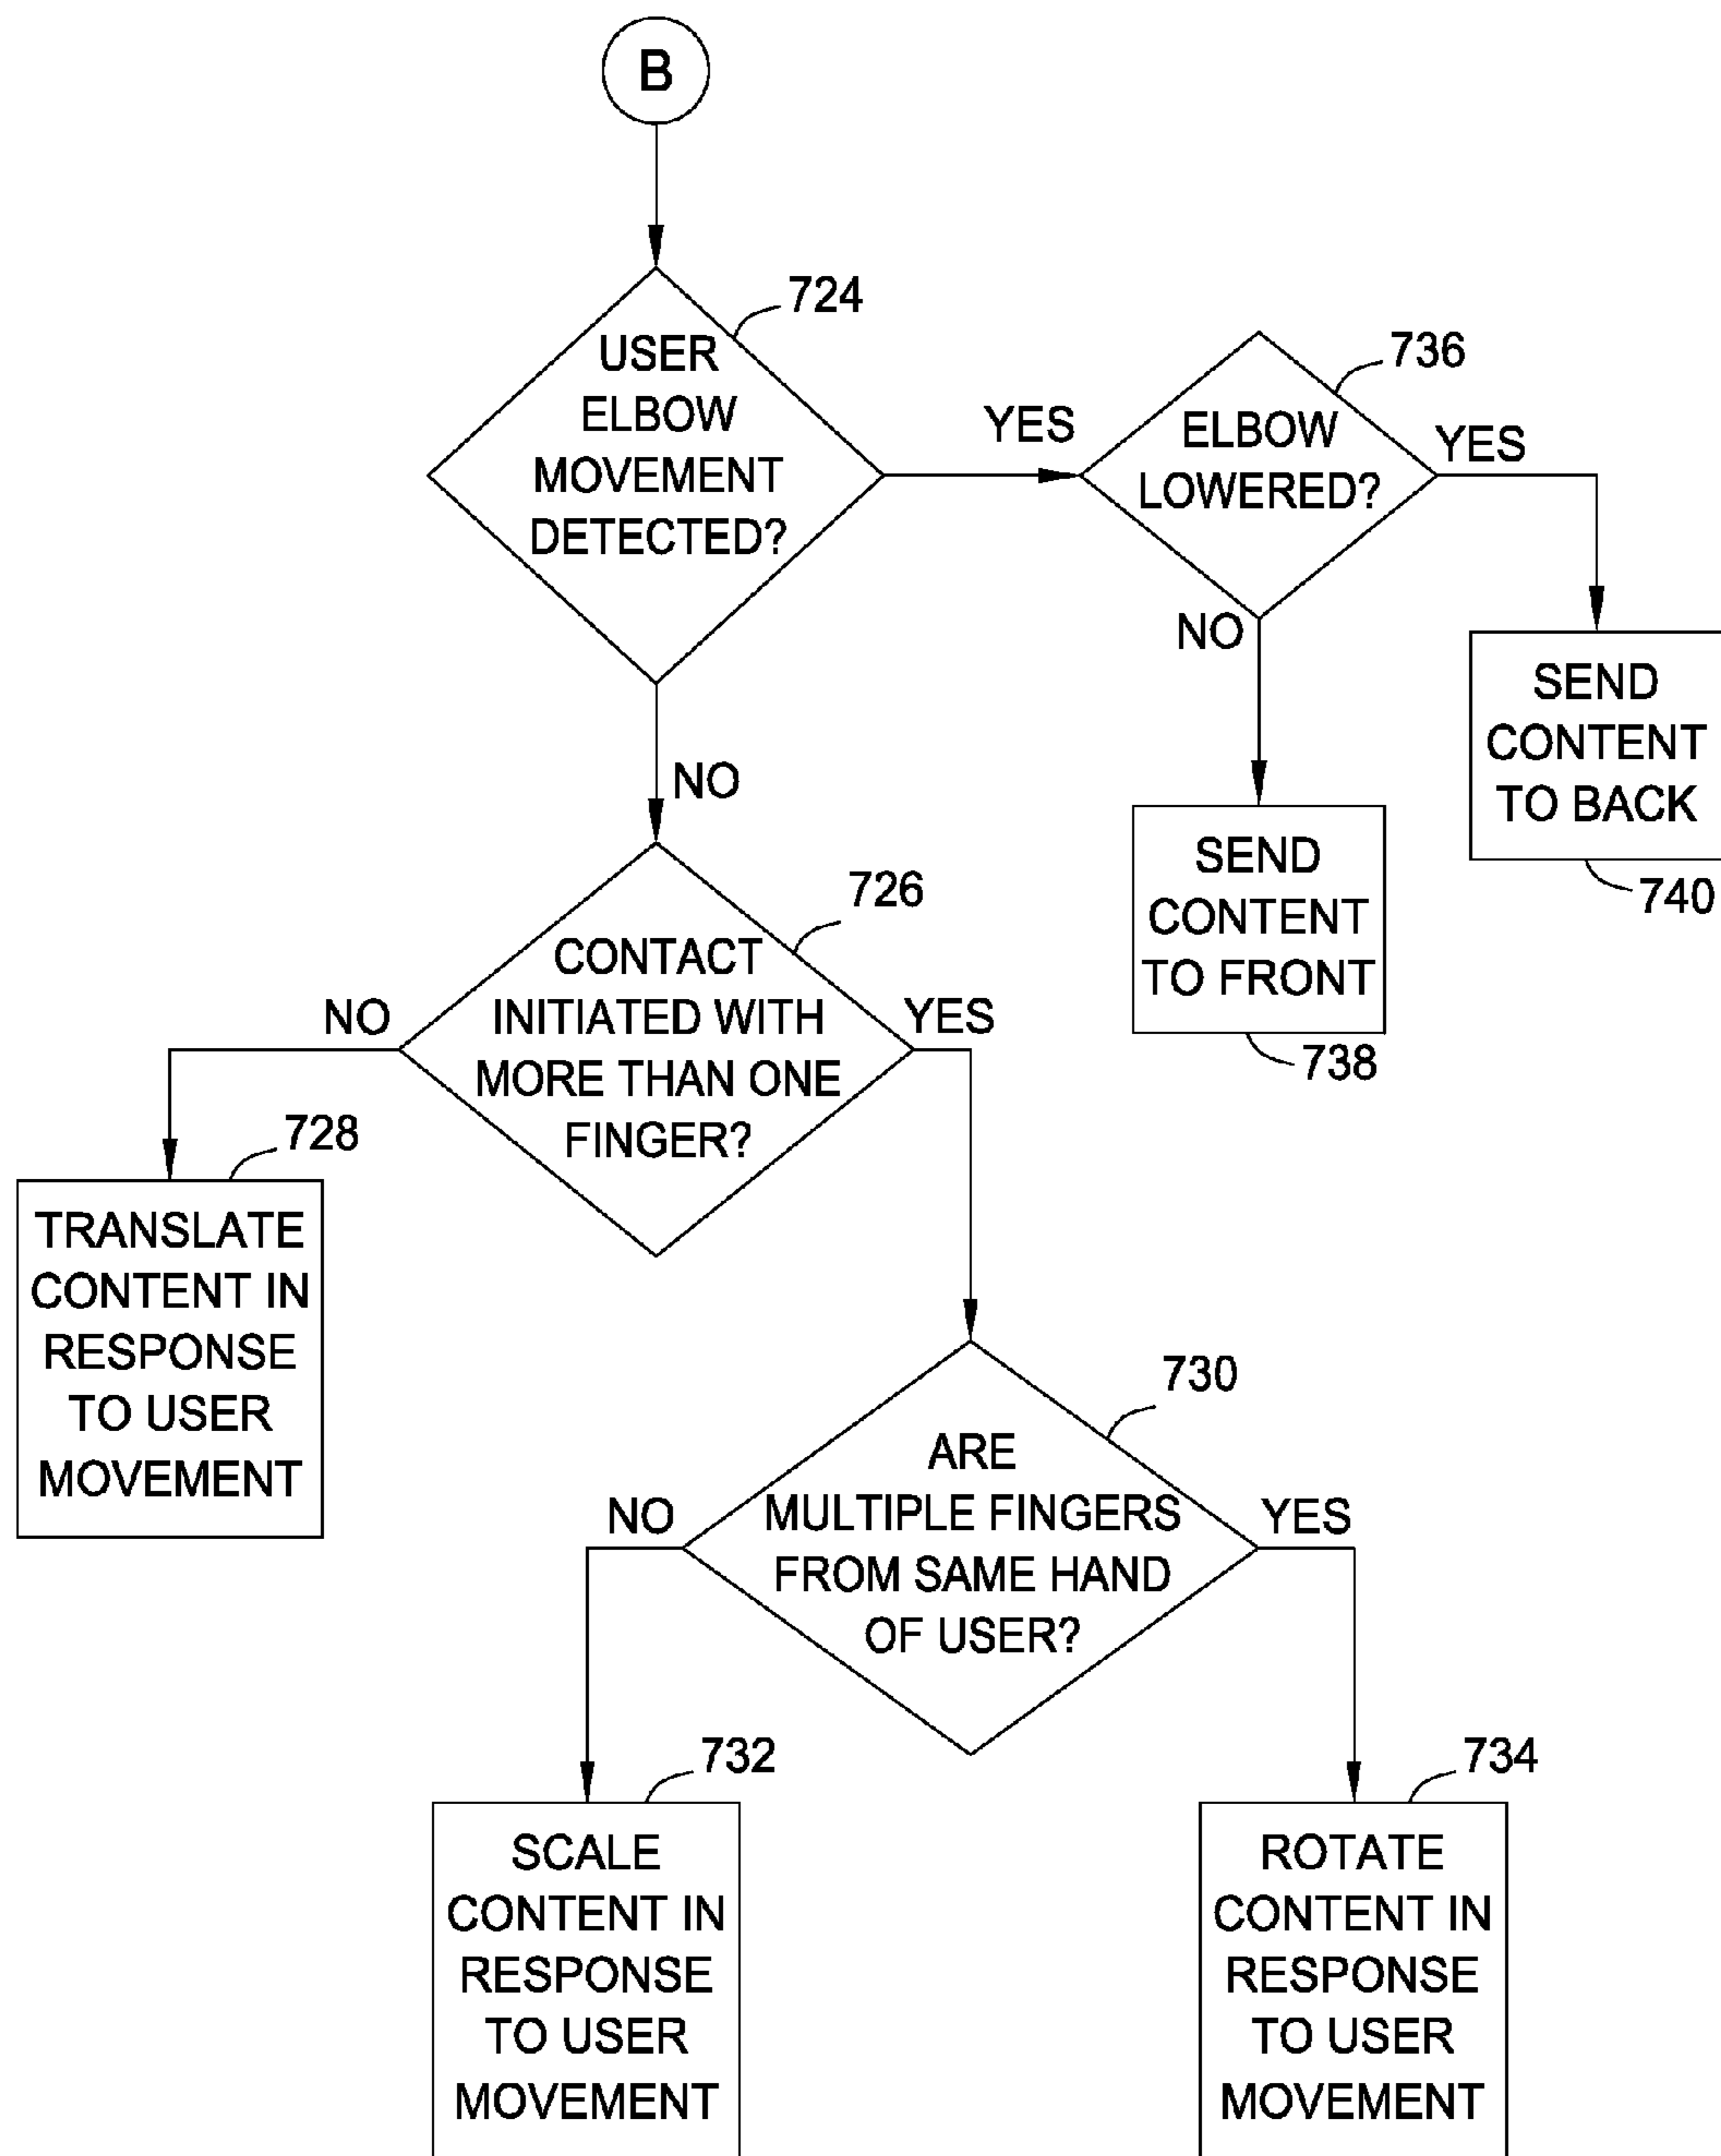 B
724
USER
ELBOW
MOVEMENT
DETECTED?
YES
736
ELBOW
LOWERED?
YES
NO
SEND
CONTENT
TO BACK
740
NO
SEND
CONTENT
TO FRONT
738
726
CONTACT
INITIATED WITH
MORE THAN ONE
FINGER?
NO
YES
728
TRANSLATE
CONTENT IN
RESPONSE
TO USER
MOVEMENT
730
ARE
MULTIPLE FINGERS
FROM SAME HAND
OF USER?
NO
YES
732
SCALE
CONTENT IN
RESPONSE
TO USER
MOVEMENT
734
ROTATE
CONTENT IN
RESPONSE
TO USER
MOVEMENT